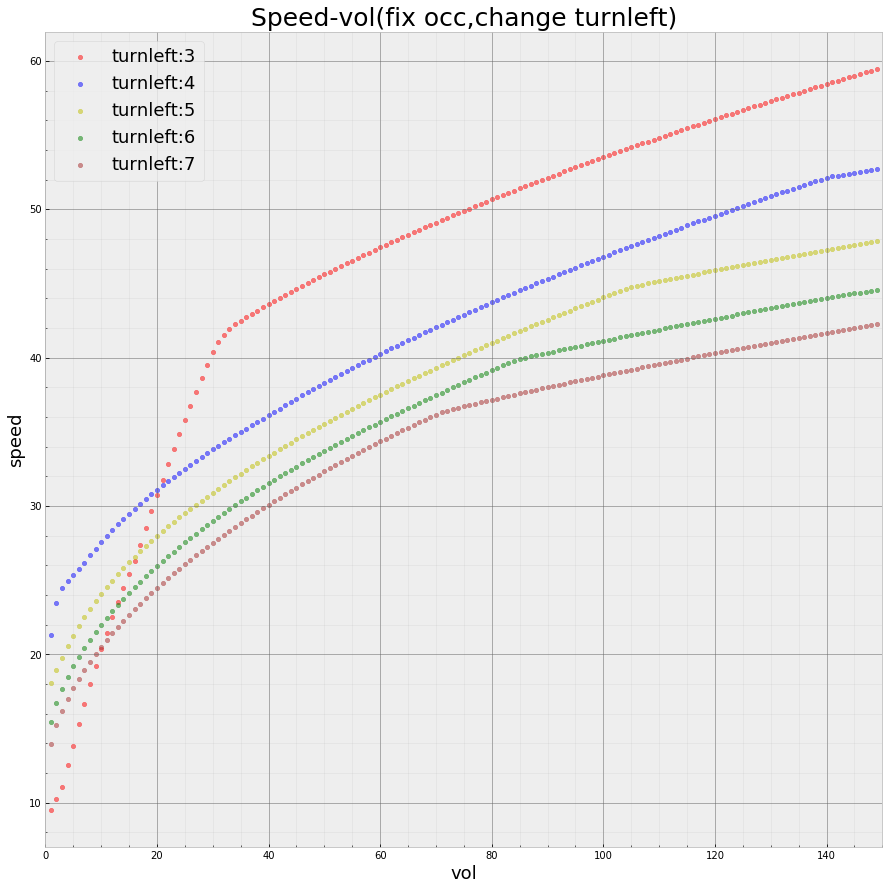 Speed-vol(fix occ,change turnleft)
turnleft:3
turnleft:4
turnleft:5
turnleft:6
turnleft:7
60
50
40
30
20
10
speed
0 20 40 60 80 100 120 140
vol